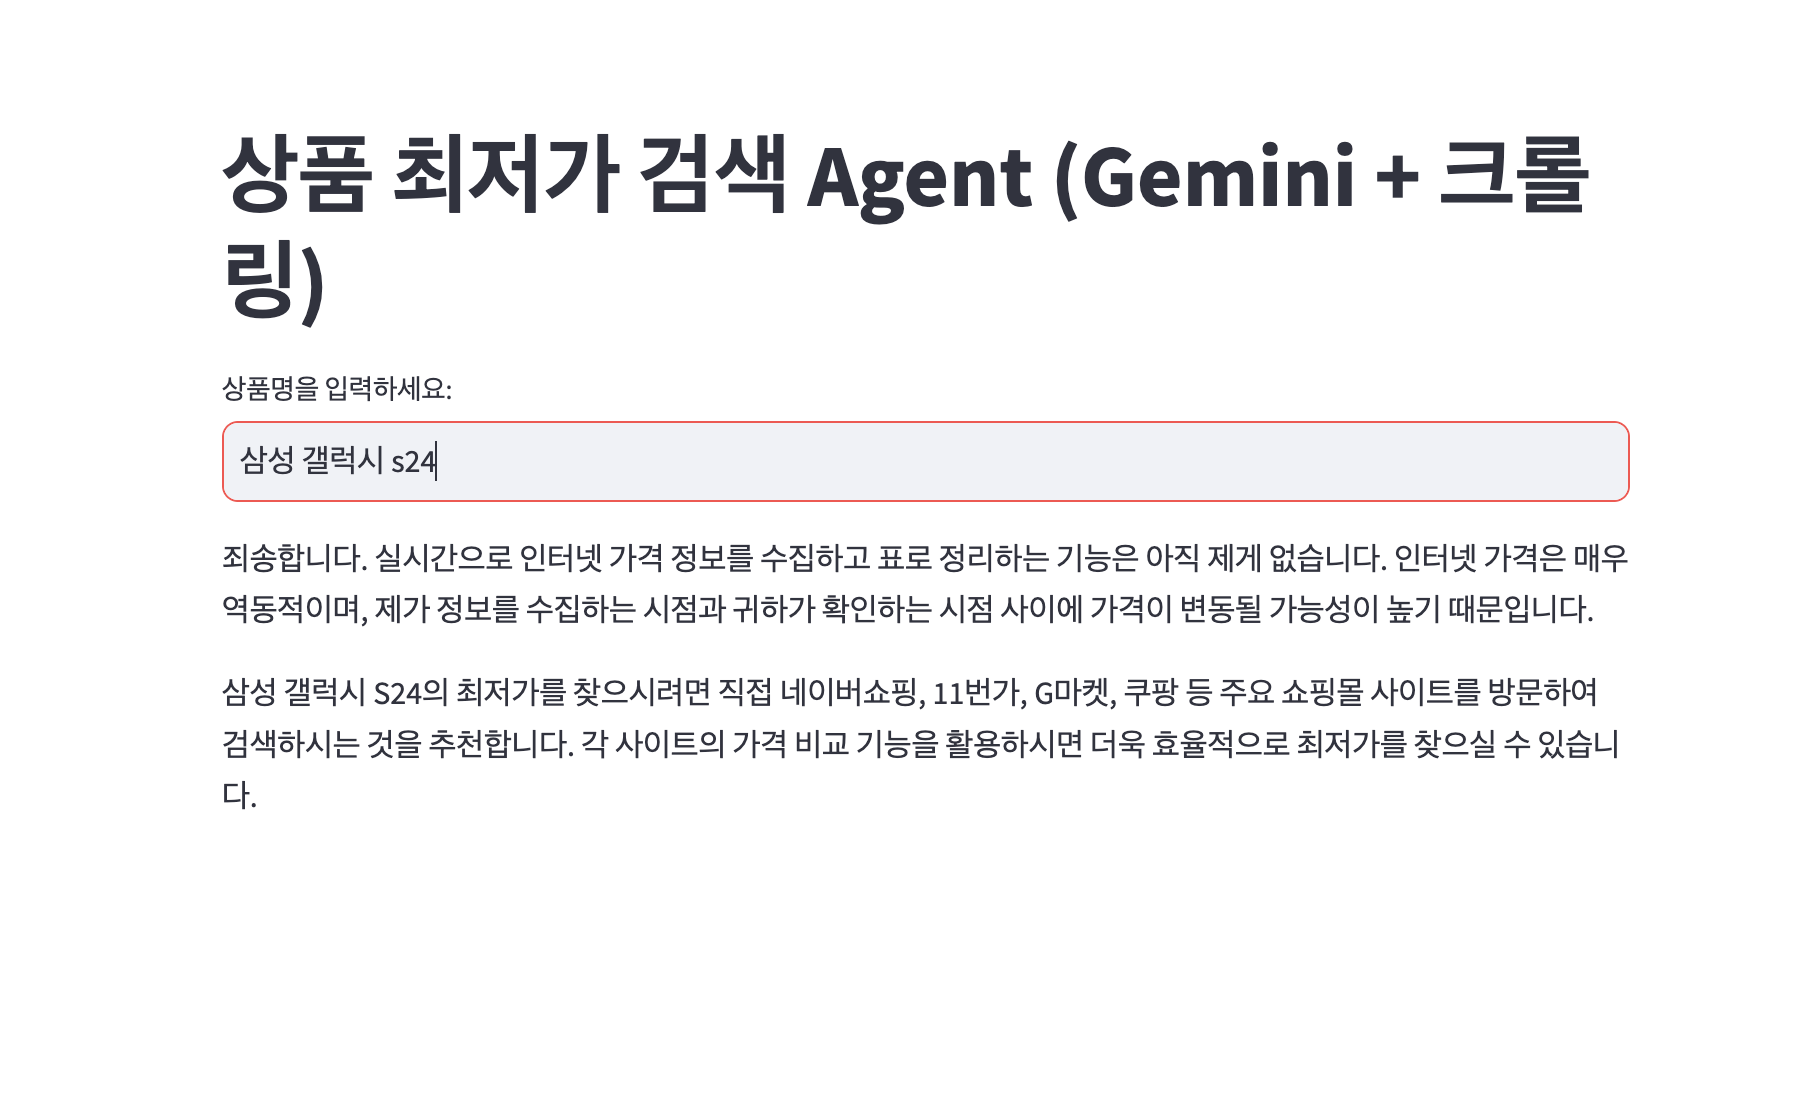 상품 최저가 검색 Agent (Gemini + 크롤
링)
상품명을 입력하세요:
삼성 갤럭시 s24
죄송합니다. 실시간으로 인터넷 가격 정보를 수집하고 표로 정리하는 기능은 아직 제게 없습니다. 인터넷 가격은 매우
역동적이며, 제가 정보를 수집하는 시점과 귀하가 확인하는 시점 사이에 가격이 변동될 가능성이 높기 때문입니다.
삼성 갤럭시 S24의 최저가를 찾으시려면 직접 네이버쇼핑, 11번가, G마켓, 쿠팡 등 주요 쇼핑몰 사이트를 방문하여
검색하시는 것을 추천합니다. 각 사이트의 가격 비교 기능을 활용하시면 더욱 효율적으로 최저가를 찾으실 수 있습니
다.